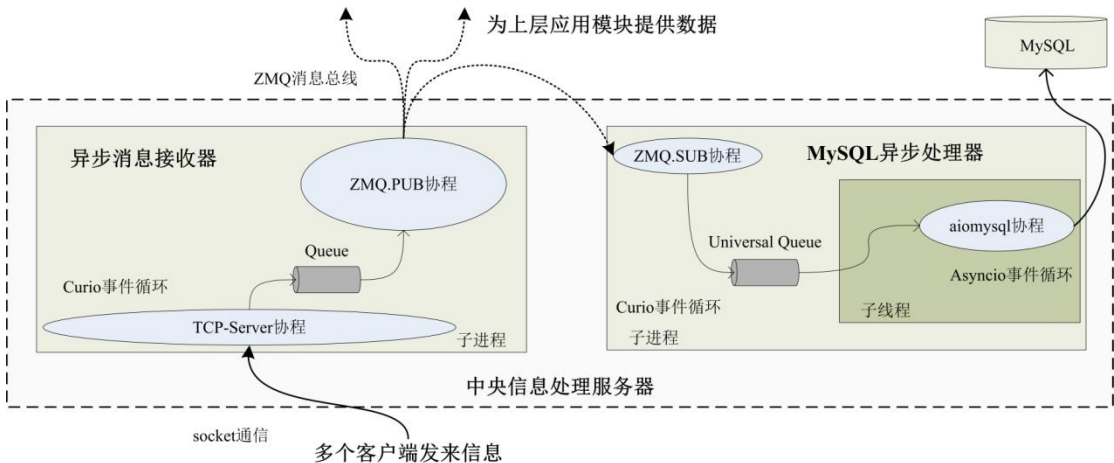 为上层应用模块提供数据
MySQL
ZMQ消息总线
异步消息接收器
ZMQ.PUB协程
Queue
Curio事件循环
TCP-Server协程
子进程
ZMQ.SUB协程
MySQL异步处理器
Universal Queue
aiomysql协程
Asyncio事件循环
Curio事件循环
子线程
子进程
中央信息处理服务器
socket通信
多个客户端发来信息